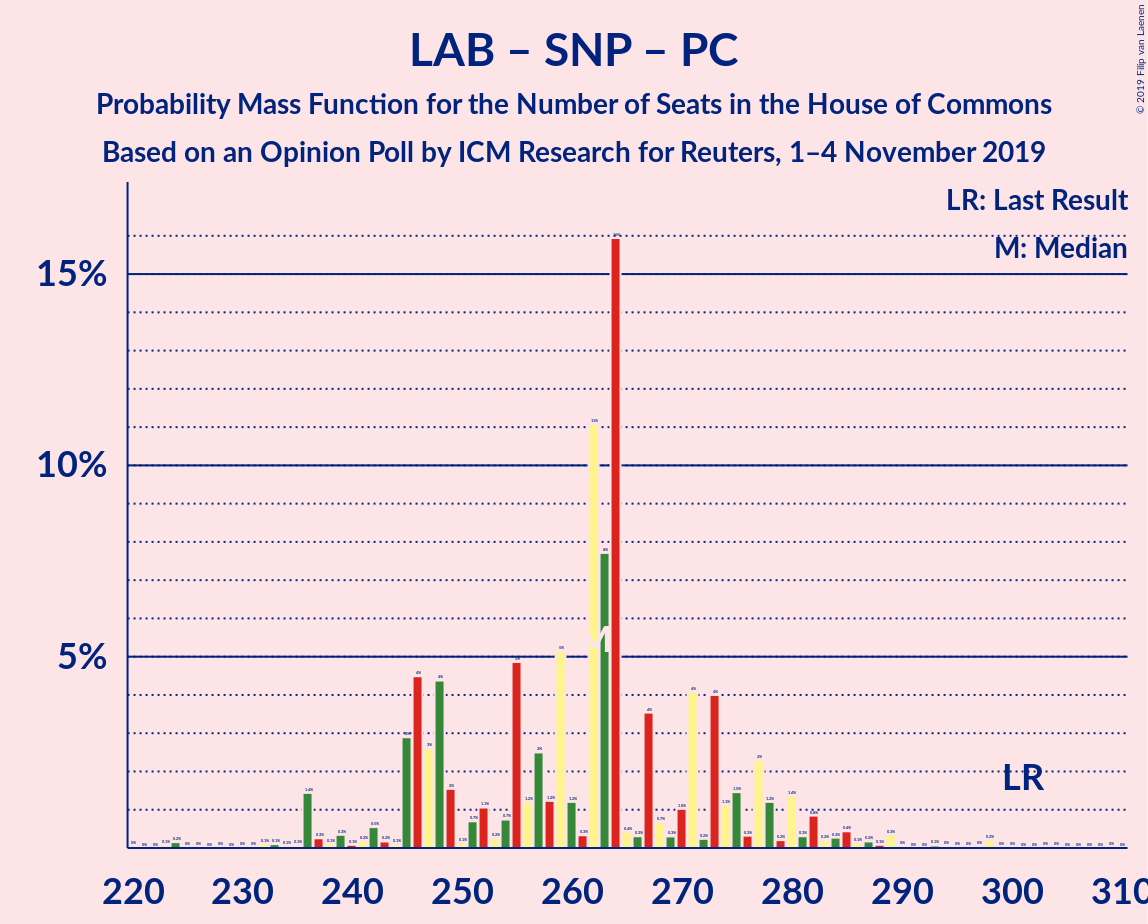 LAB – SNP – PC
Probability Mass Function for the Number of Seats in the House of Commons
Based on an Opinion Poll by ICM Research for Reuters, 1–4 November 2019
© 2019 Filip van Laenen
LR: Last Result
M: Median
15%
10%
5%
M
LR
220 230 240 250 260 270 280 290 300 310